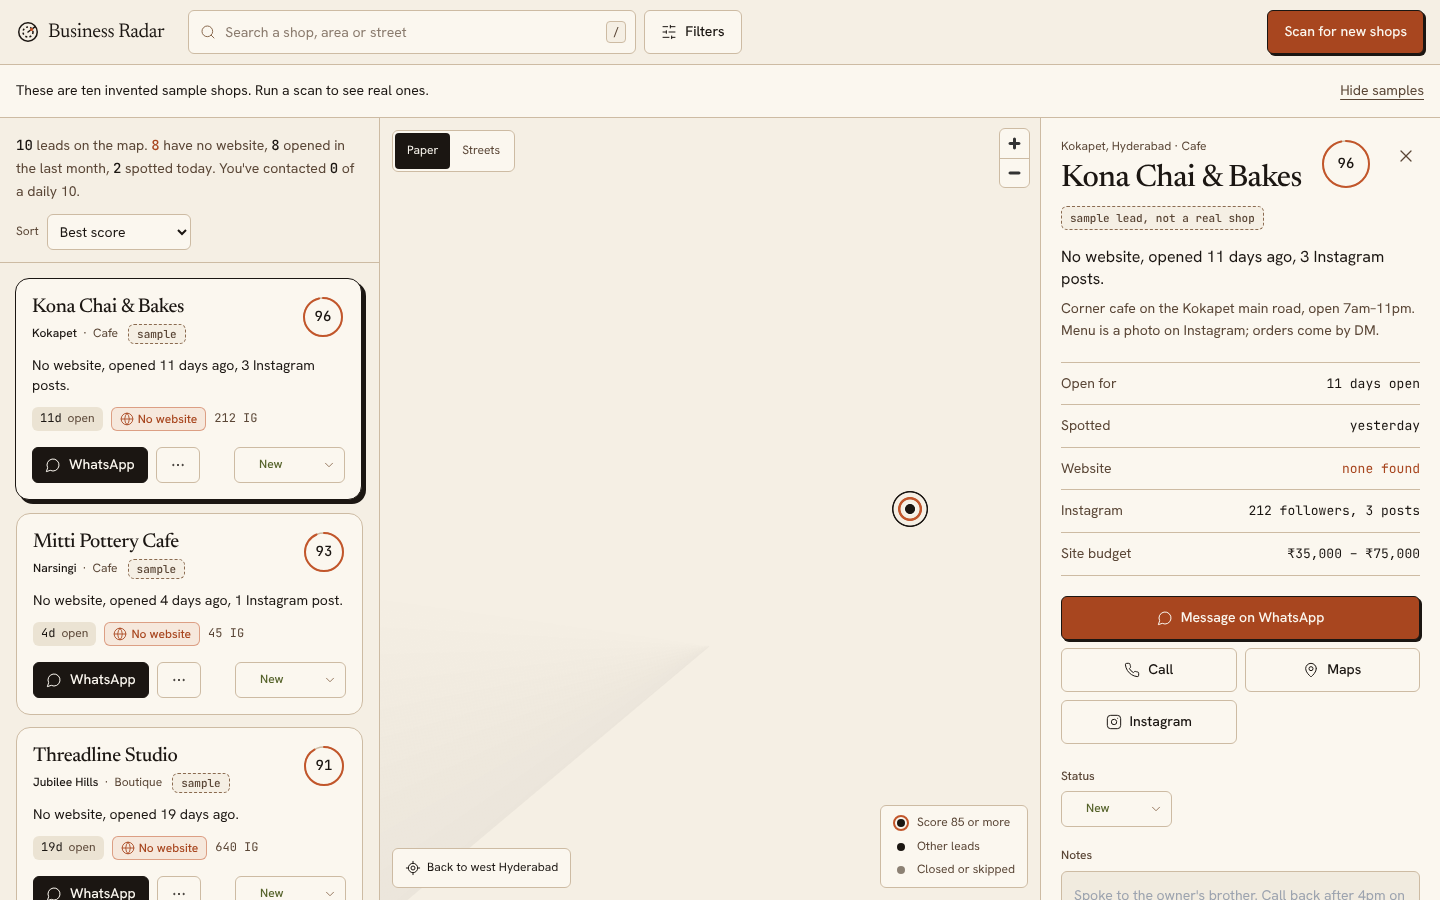 Business Radar
Search a shop, area or street
/
Filters
Scan for new shops
These are ten invented sample shops. Run a scan to see real ones.
Hide samples
10 leads on the map. 8 have no website, 8 opened in
the last month, 2 spotted today. You've contacted 0 of
a daily 10.
Sort
Best score
Kona Chai & Bakes
96
Kokapet · Cafe
sample
No website, opened 11 days ago, 3 Instagram
posts.
11d open
No website
212 IG
WhatsApp
···
New
Mitti Pottery Cafe
93
Narsingi · Cafe
sample
No website, opened 4 days ago, 1 Instagram post.
4d open
No website
45 IG
WhatsApp
···
New
Threadline Studio
91
Jubilee Hills · Boutique
sample
No website, opened 19 days ago.
19d open
No website
640 IG
WhatsApp
···
New
Paper
Streets
+
−
Back to west Hyderabad
Score 85 or more
Other leads
Closed or skipped
Kokapet, Hyderabad · Cafe
Kona Chai & Bakes
96
sample lead, not a real shop
No website, opened 11 days ago, 3 Instagram
posts.
Corner cafe on the Kokapet main road, open 7am–11pm.
Menu is a photo on Instagram; orders come by DM.
Open for
11 days open
Spotted
yesterday
Website
none found
Instagram
212 followers, 3 posts
Site budget
₹35,000 – ₹75,000
Message on WhatsApp
Call
Maps
Instagram
Status
New
Notes
Spoke to the owner's brother. Call back after 4pm on